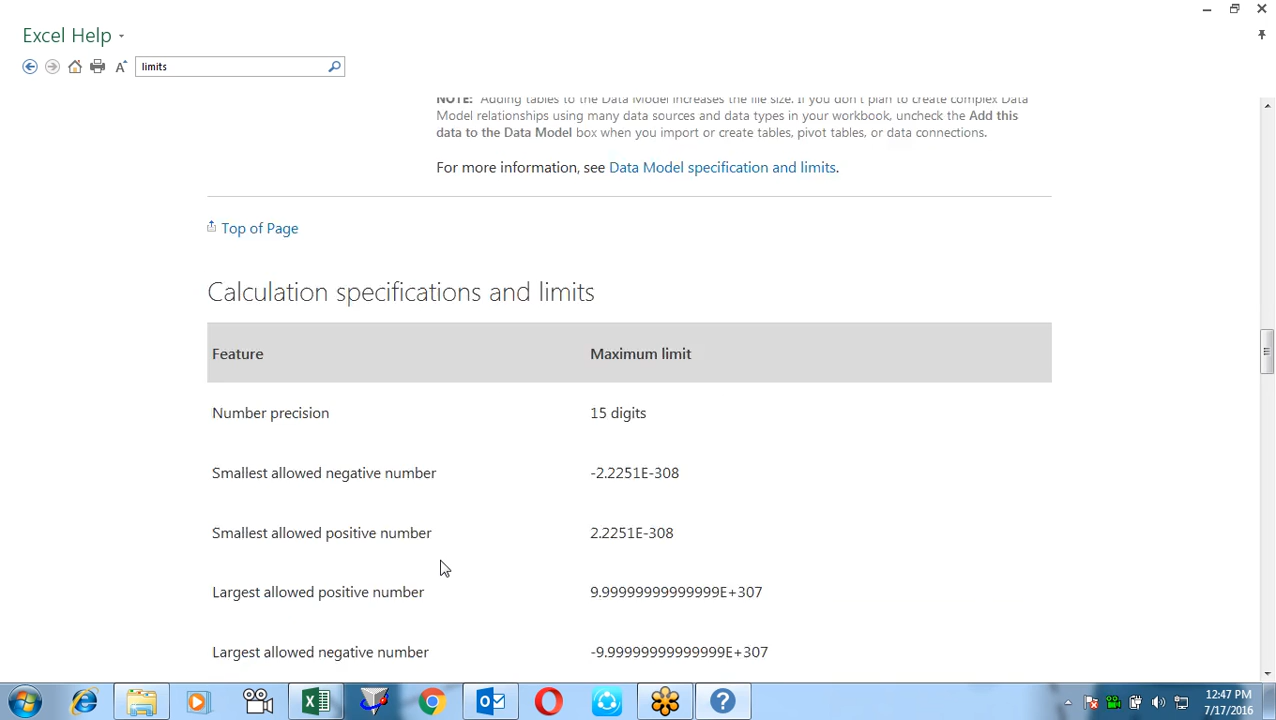 Excel Help
limits
NOTE: Adding tables to the Data Model increases the file size. If you don't plan to create complex Data
Model relationships using many data sources and data types in your workbook, uncheck the Add this
data to the Data Model box when you import or create tables, pivot tables, or data connections.
For more information, see Data Model specification and limits.
Top of Page
Calculation specifications and limits
Feature Maximum limit
Number precision 15 digits
Smallest allowed negative number -2.2251E-308
Smallest allowed positive number 2.2251E-308
Largest allowed positive number 9.99999999999999E+307
Largest allowed negative number -9.99999999999999E+307
12:47 PM
7/17/2016